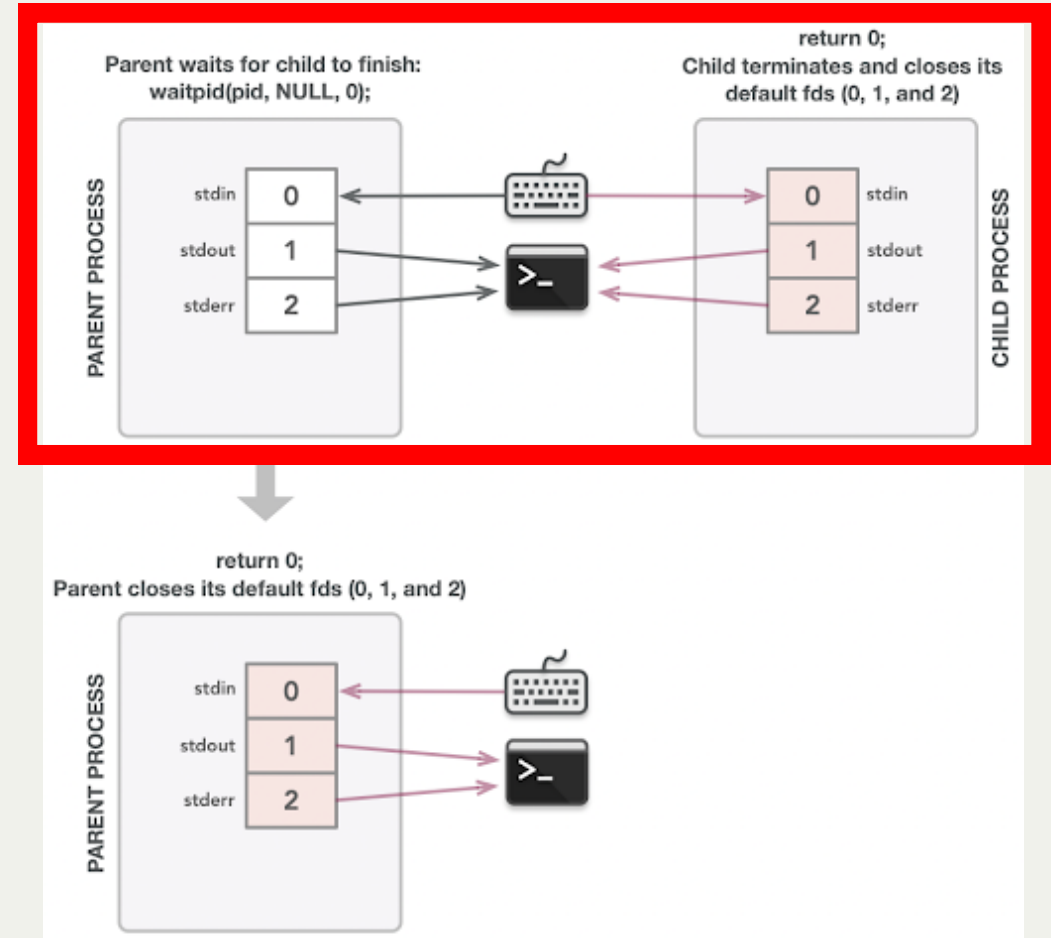 Parent waits for child to finish:
waitpid(pid, NULL, 0);
return 0;
Child terminates and closes its
default fds (0, 1, and 2)
PARENT PROCESS
stdin 0
stdout 1
stderr 2
>_
0 stdin
1 stdout
2 stderr
CHILD PROCESS
return 0;
Parent closes its default fds (0, 1, and 2)
PARENT PROCESS
stdin 0
stdout 1
stderr 2
>_